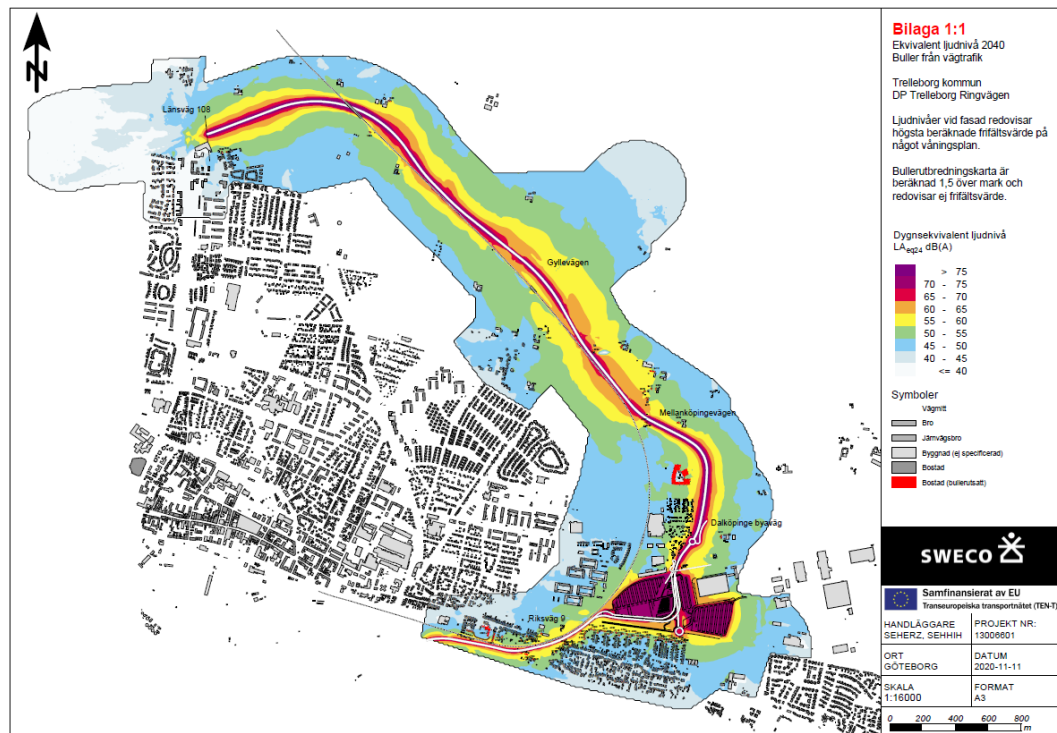 N
Länsväg 108
Gyllevägen
Mellanköpingevägen
Dalköpinge byaväg
Riksväg 9
Bilaga 1:1
Ekvivalent ljudnivå 2040
Buller från vägtrafik
Trelleborg kommun
DP Trelleborg Ringvägen
Ljudnivåer vid fasad redovisar
högsta beräknade frifältsvärde på
något våningsplan.
Bullerutbredningskarta är
beräknad 1,5 över mark och
redovisar ej frifältsvärde.
Dygnsekvivalent ljudnivå
LAeq24 dB(A)
> 75
70 - 75
65 - 70
60 - 65
55 - 60
50 - 55
45 - 50
40 - 45
<= 40
Symboler
Vägmitt
Bro
Järnvägsbro
Byggnad (ej specificerad)
Bostad
Bostad (bullerutsatt)
SWECO
Samfinansierat av EU
Transeuropeiska transportnätet (TEN-T)
HANDLÄGGARE
SEHERZ, SEHHIH
PROJEKT NR:
13006601
ORT
GÖTEBORG
DATUM
2020-11-11
SKALA
1:16000
FORMAT
A3
0 200 400 600 800
m